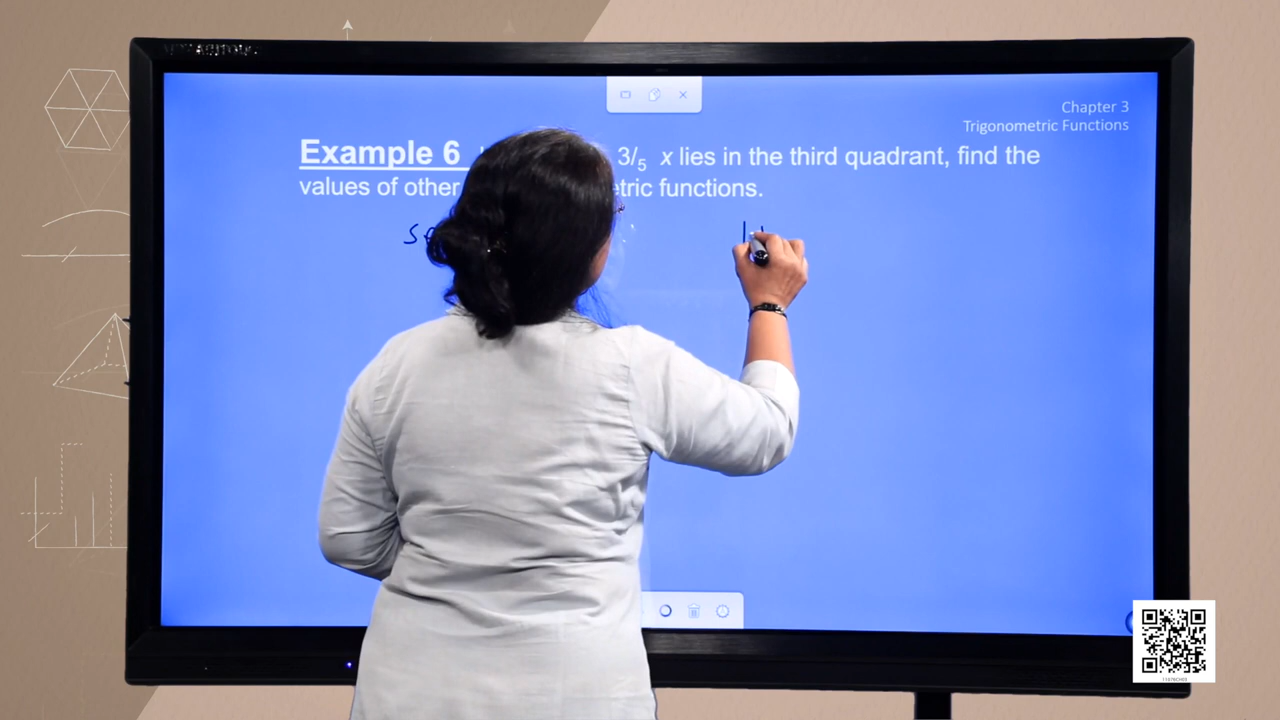 Chapter 3
Trigonometric Functions
Example 6 3/5 x lies in the third quadrant, find the
values of other functions.
11076CH03